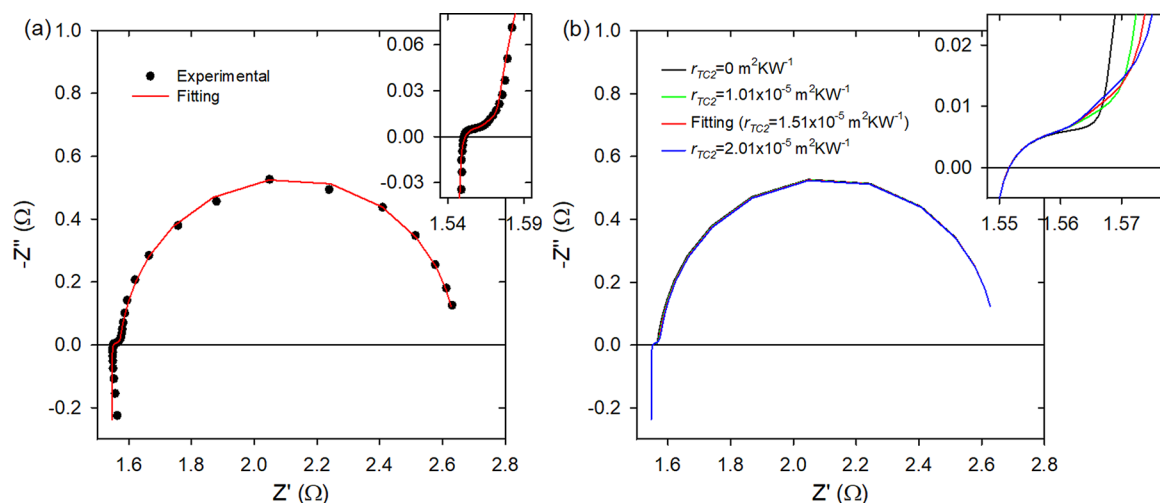 (a)
1.0
0.8
0.6
0.4
0.2
0.0
-0.2
-Z'' (Ω)
1.6 1.8 2.0 2.2 2.4 2.6 2.8
Z' (Ω)
Experimental
Fitting
0.06
0.03
0.00
-0.03
1.54 1.59
(b)
1.0
0.8
0.6
0.4
0.2
0.0
-0.2
-Z'' (Ω)
1.6 1.8 2.0 2.2 2.4 2.6 2.8
Z' (Ω)
r_TC2=0 m²KW⁻¹
r_TC2=1.01x10⁻⁵ m²KW⁻¹
Fitting (r_TC2=1.51x10⁻⁵ m²KW⁻¹)
r_TC2=2.01x10⁻⁵ m²KW⁻¹
0.02
0.01
0.00
1.55 1.56 1.57